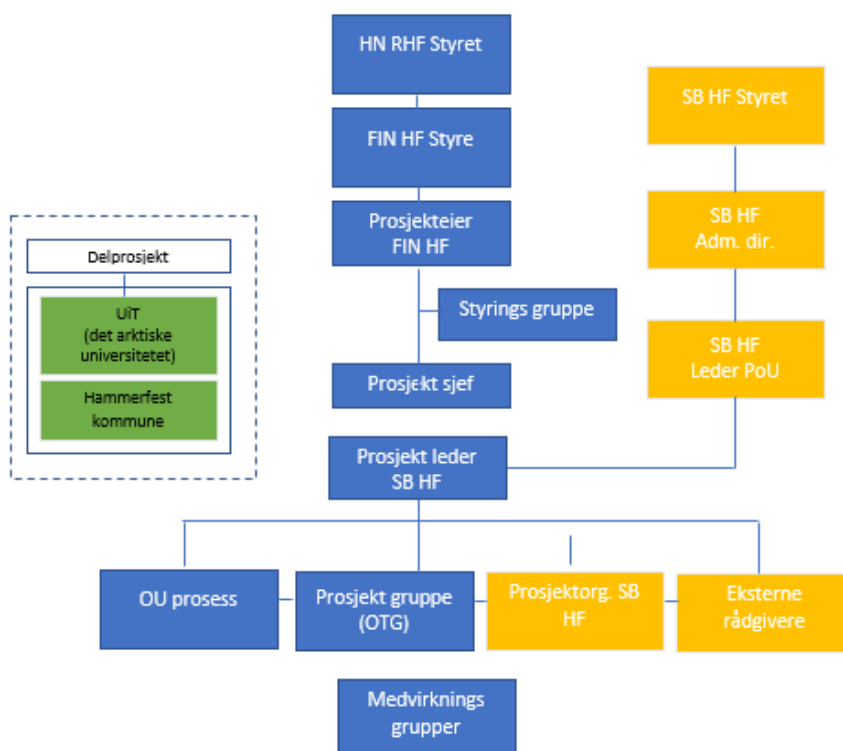 HN RHF Styret
FIN HF Styre
Prosjekteier
FIN HF
Styrings gruppe
Prosjekt sjef
Prosjekt leder
SB HF
SB HF Styret
SB HF
Adm. dir.
SB HF
Leder PoU
Delprosjekt
UiT
(det arktiske
universitetet)
Hammerfest
kommune
OU prosess
Prosjekt gruppe
(OTG)
Prosjektorg. SB
HF
Eksterne
rådgivere
Medvirknings
grupper